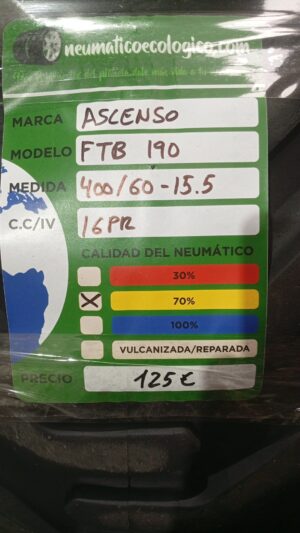 neumaticoecologico.com
MARCA ASCENSO
MODELO FTB 190
MEDIDA 400/60-15.5
C.C/IV 16PR
CALIDAD DEL NEUMÁTICO
30%
X 70%
100%
VULCANIZADA/REPARADA
PRECIO 125€